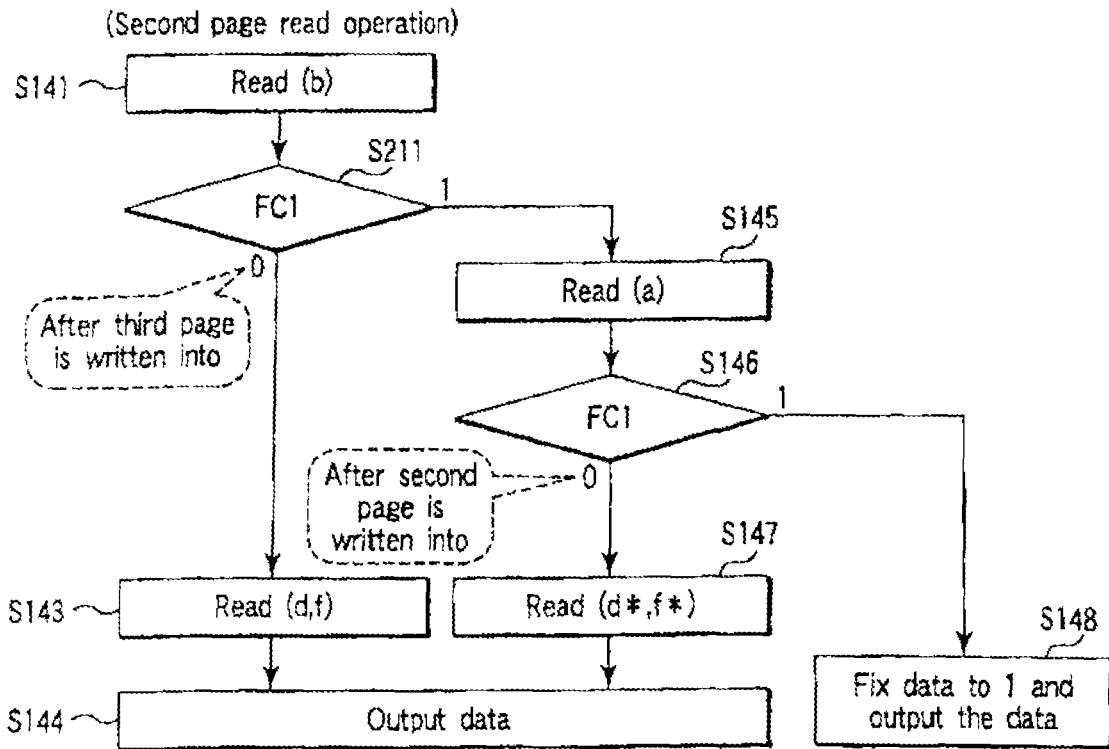 (Second page read operation)
S141
Read (b)
S211
FC1
1
0
After third page
is written into
S145
Read (a)
S146
FC1
1
0
After second
page is
written into
S143
Read (d,f)
S147
Read (d*,f*)
S144
Output data
S148
Fix data to 1 and
output the data